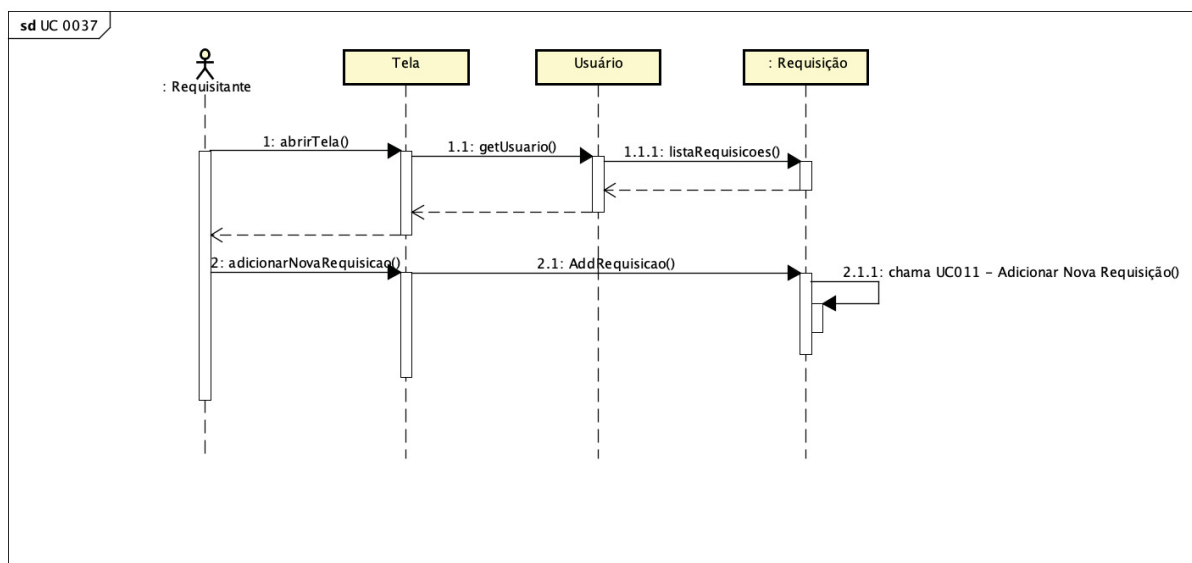 sd UC 0037
: Requisitante
Tela
Usuário
: Requisição
1: abrirTela()
1.1: getUsuario()
1.1.1: listaRequisicoes()
2: adicionarNovaRequisicao()
2.1: AddRequisicao()
2.1.1: chama UC011 – Adicionar Nova Requisição()